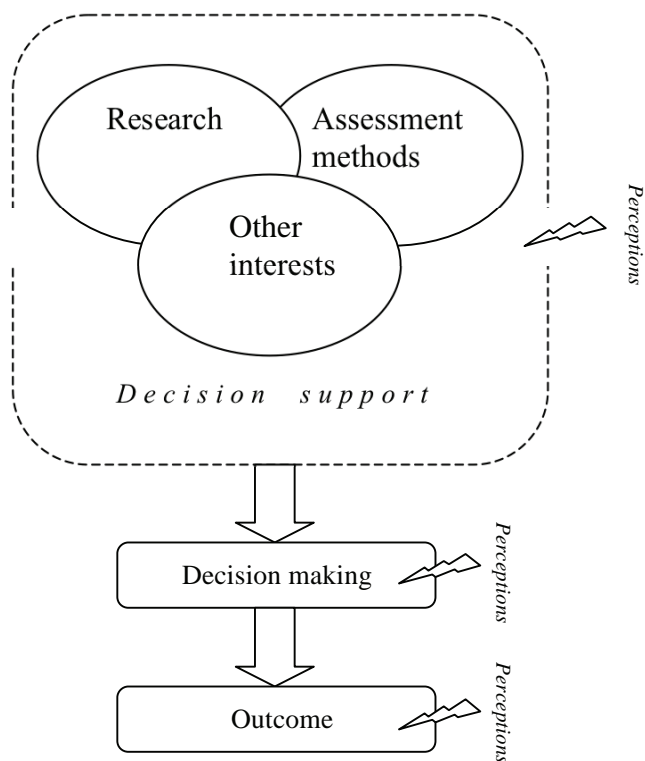 Research
Assessment
methods
Other
interests
Perceptions
Decision support
Perceptions
Decision making
Perceptions
Outcome